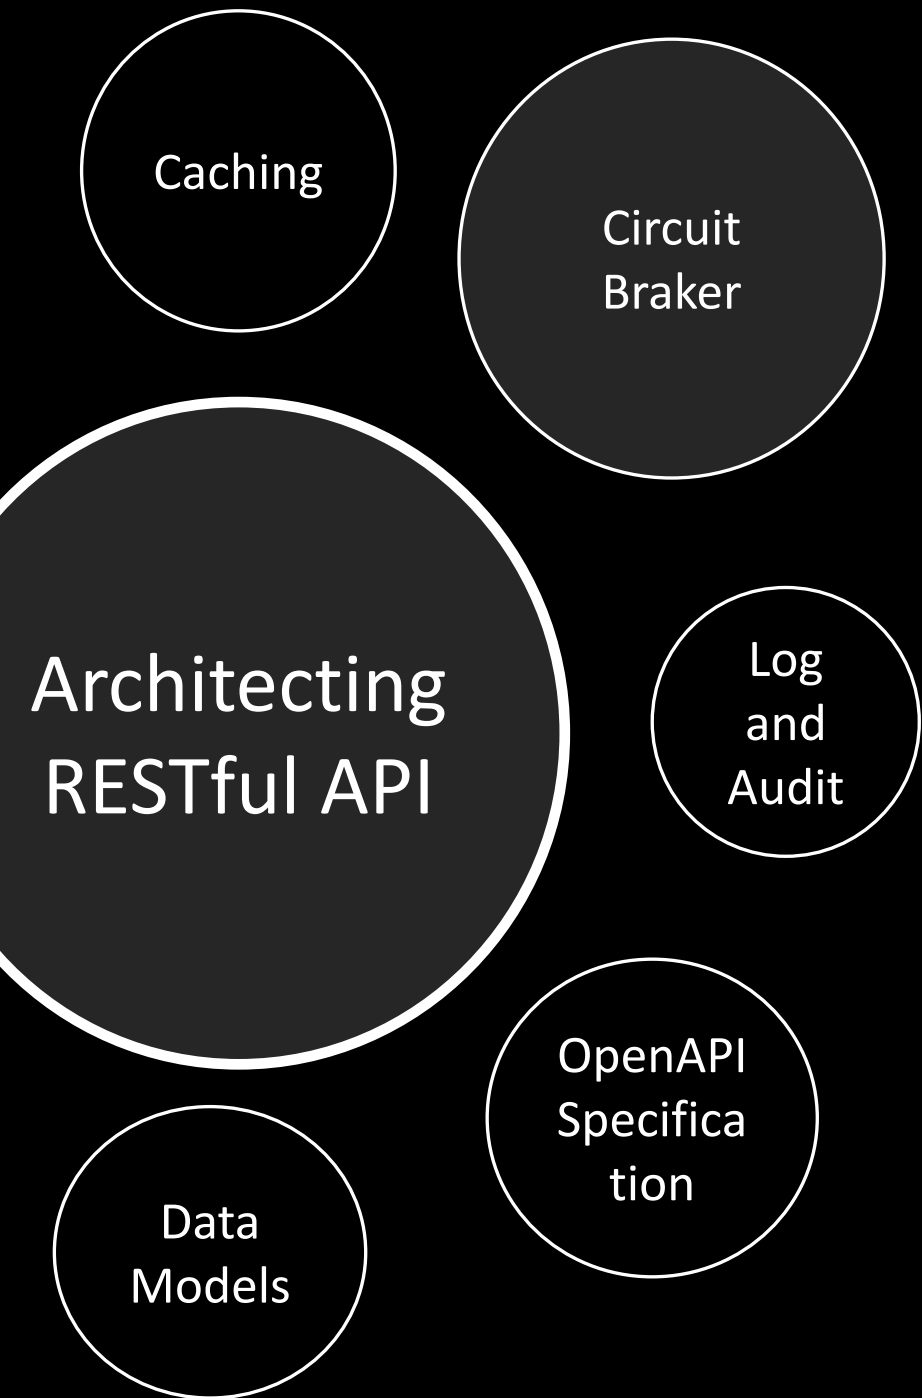 Caching
Circuit
Braker
Architecting
RESTful API
Log
and
Audit
OpenAPI
Specifica
tion
Data
Models